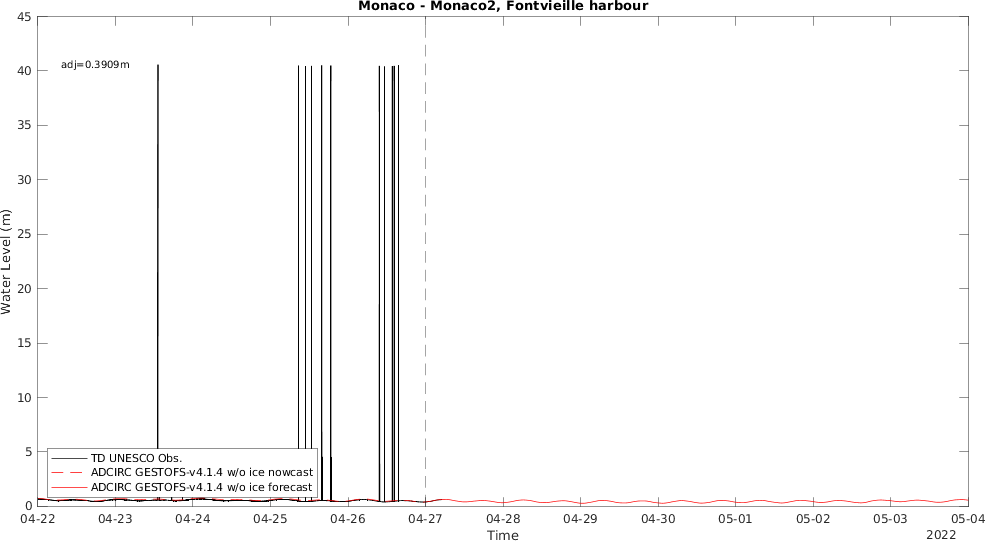 Monaco - Monaco2, Fontvieille harbour
45
40
35
30
25
20
15
10
5
0
Water Level (m)
adj=0.3909m
TD UNESCO Obs.
ADCIRC GESTOFS-v4.1.4 w/o ice nowcast
ADCIRC GESTOFS-v4.1.4 w/o ice forecast
04-22 04-23 04-24 04-25 04-26 04-27 04-28 04-29 04-30 05-01 05-02 05-03 05-04
Time
2022